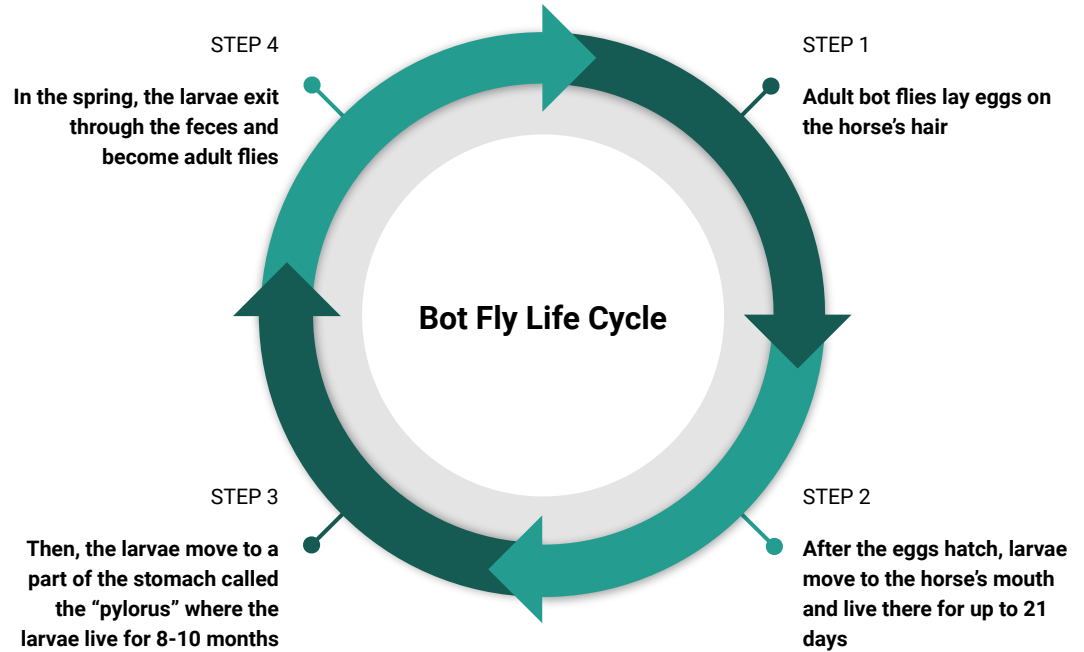 STEP 1
Adult bot flies lay eggs on
the horse’s hair
STEP 2
After the eggs hatch, larvae
move to the horse’s mouth
and live there for up to 21
days
STEP 3
Then, the larvae move to a
part of the stomach called
the “pylorus” where the
larvae live for 8-10 months
STEP 4
In the spring, the larvae exit
through the feces and
become adult flies
Bot Fly Life Cycle